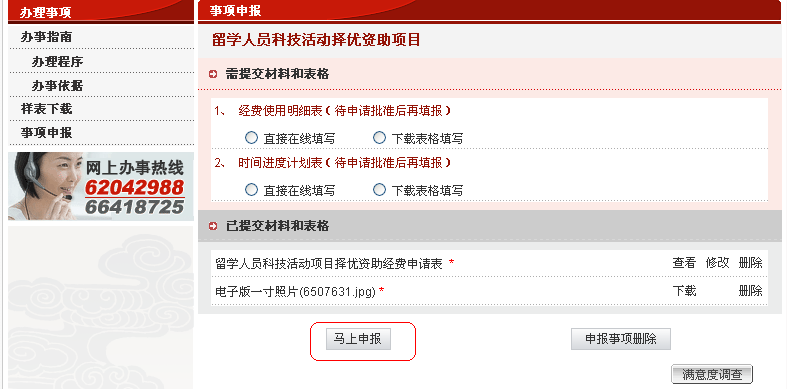 办理事项
办事指南
办理程序
办事依据
样表下载
事项申报
网上办事热线
62042988
66418725
事项申报
留学人员科技活动择优资助项目
需提交材料和表格
1、 经费使用明细表（待申请批准后再填报）
直接在线填写 下载表格填写
2、 时间进度计划表（待申请批准后再填报）
直接在线填写 下载表格填写
已提交材料和表格
留学人员科技活动项目择优资助经费申请表 * 查看 修改 删除
电子版一寸照片(6507631.jpg) * 下载 删除
马上申报 申报事项删除
满意度调查